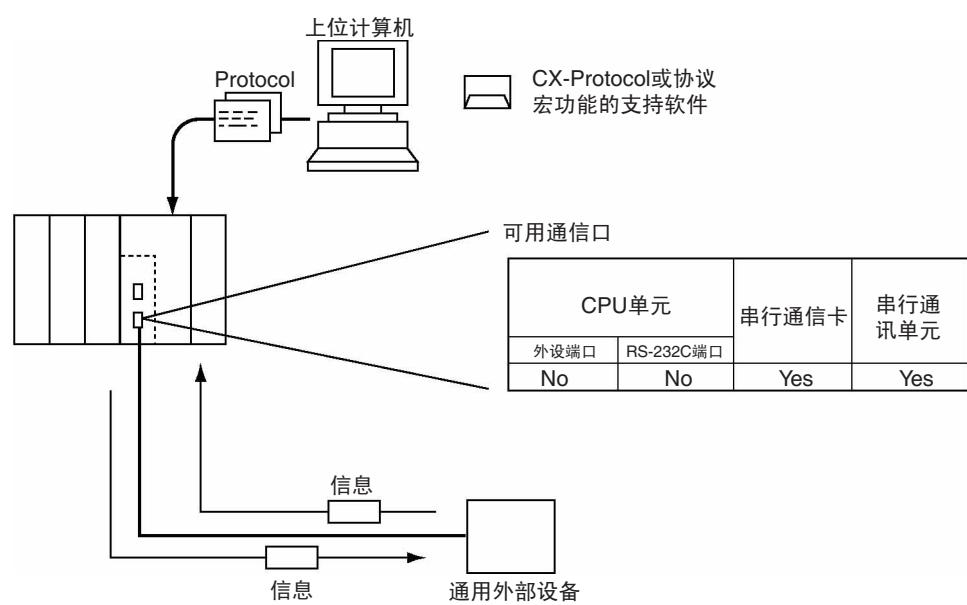 上位计算机
Protocol
CX-Protocol或协议
宏功能的支持软件
可用通信口
CPU单元
串行通信卡
串行通
讯单元
外设端口
RS-232C端口
No
No
Yes
Yes
信息
信息
通用外部设备